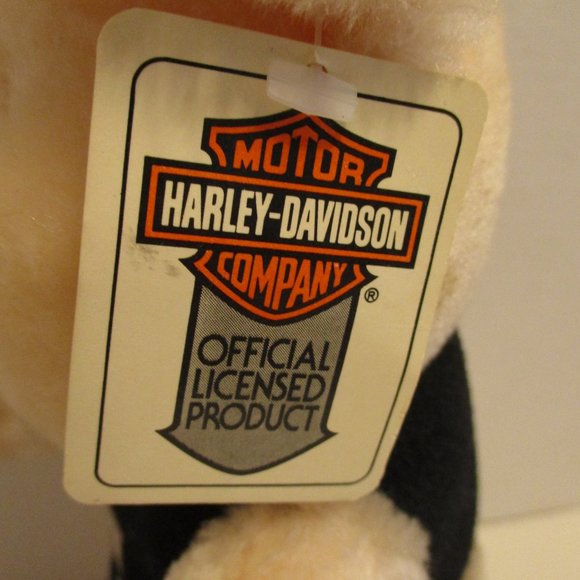 MOTOR
HARLEY-DAVIDSON
COMPANY
®
OFFICIAL
LICENSED
PRODUCT